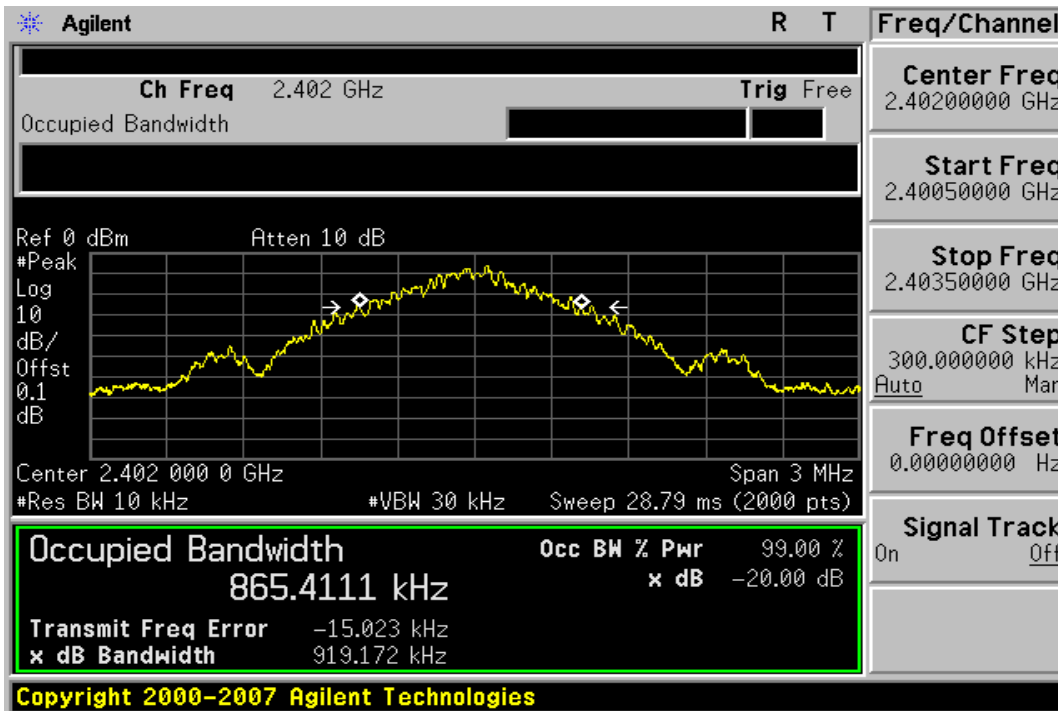 Agilent R T
Ch Freq 2.402 GHz Trig Free
Occupied Bandwidth
Ref 0 dBm Atten 10 dB
#Peak
Log
10
dB/
Offst
0.1
dB
Center 2.402 000 0 GHz Span 3 MHz
#Res BW 10 kHz #VBW 30 kHz Sweep 28.79 ms (2000 pts)
Occupied Bandwidth Occ BW % Pwr 99.00 %
865.4111 kHz x dB -20.00 dB
Transmit Freq Error -15.023 kHz
x dB Bandwidth 919.172 kHz
Copyright 2000-2007 Agilent Technologies
Freq/Channel
Center Freq
2.40200000 GHz
Start Freq
2.40050000 GHz
Stop Freq
2.40350000 GHz
CF Step
300.000000 kHz
Auto Man
Freq Offset
0.00000000 Hz
Signal Track
On Off